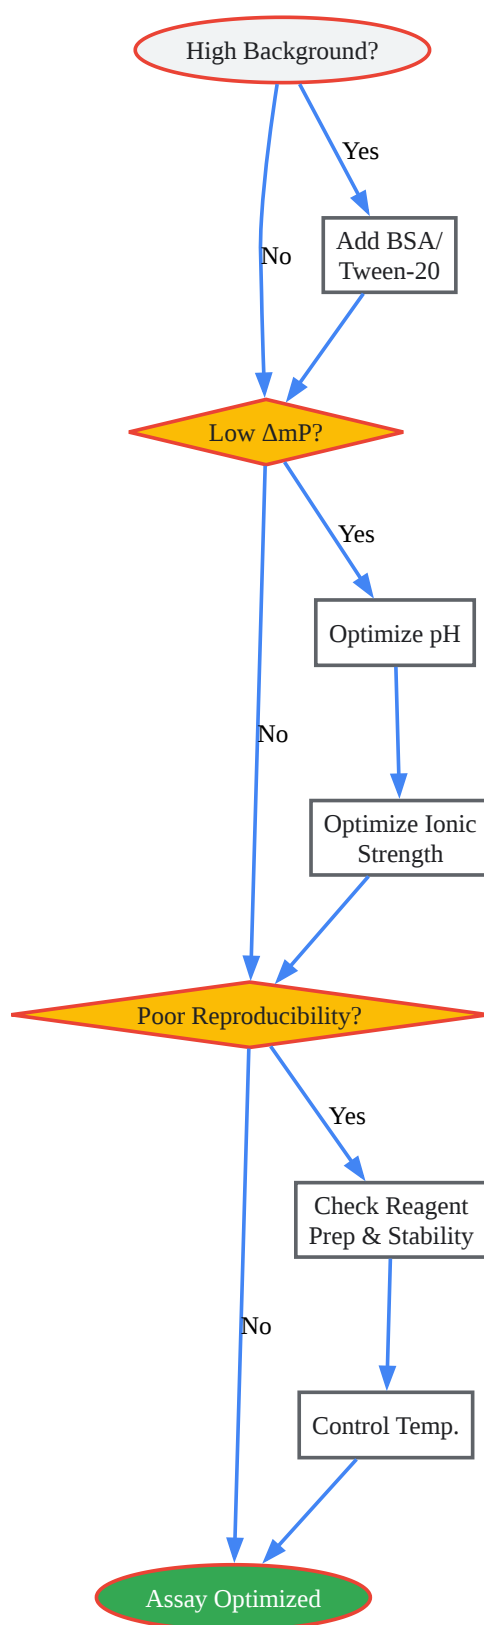 High Background?
Yes
Add BSA/
Tween-20
No
Low ΔmP?
Yes
Optimize pH
No
Optimize Ionic
Strength
Poor Reproducibility?
Yes
Check Reagent
Prep & Stability
No
Control Temp.
Assay Optimized